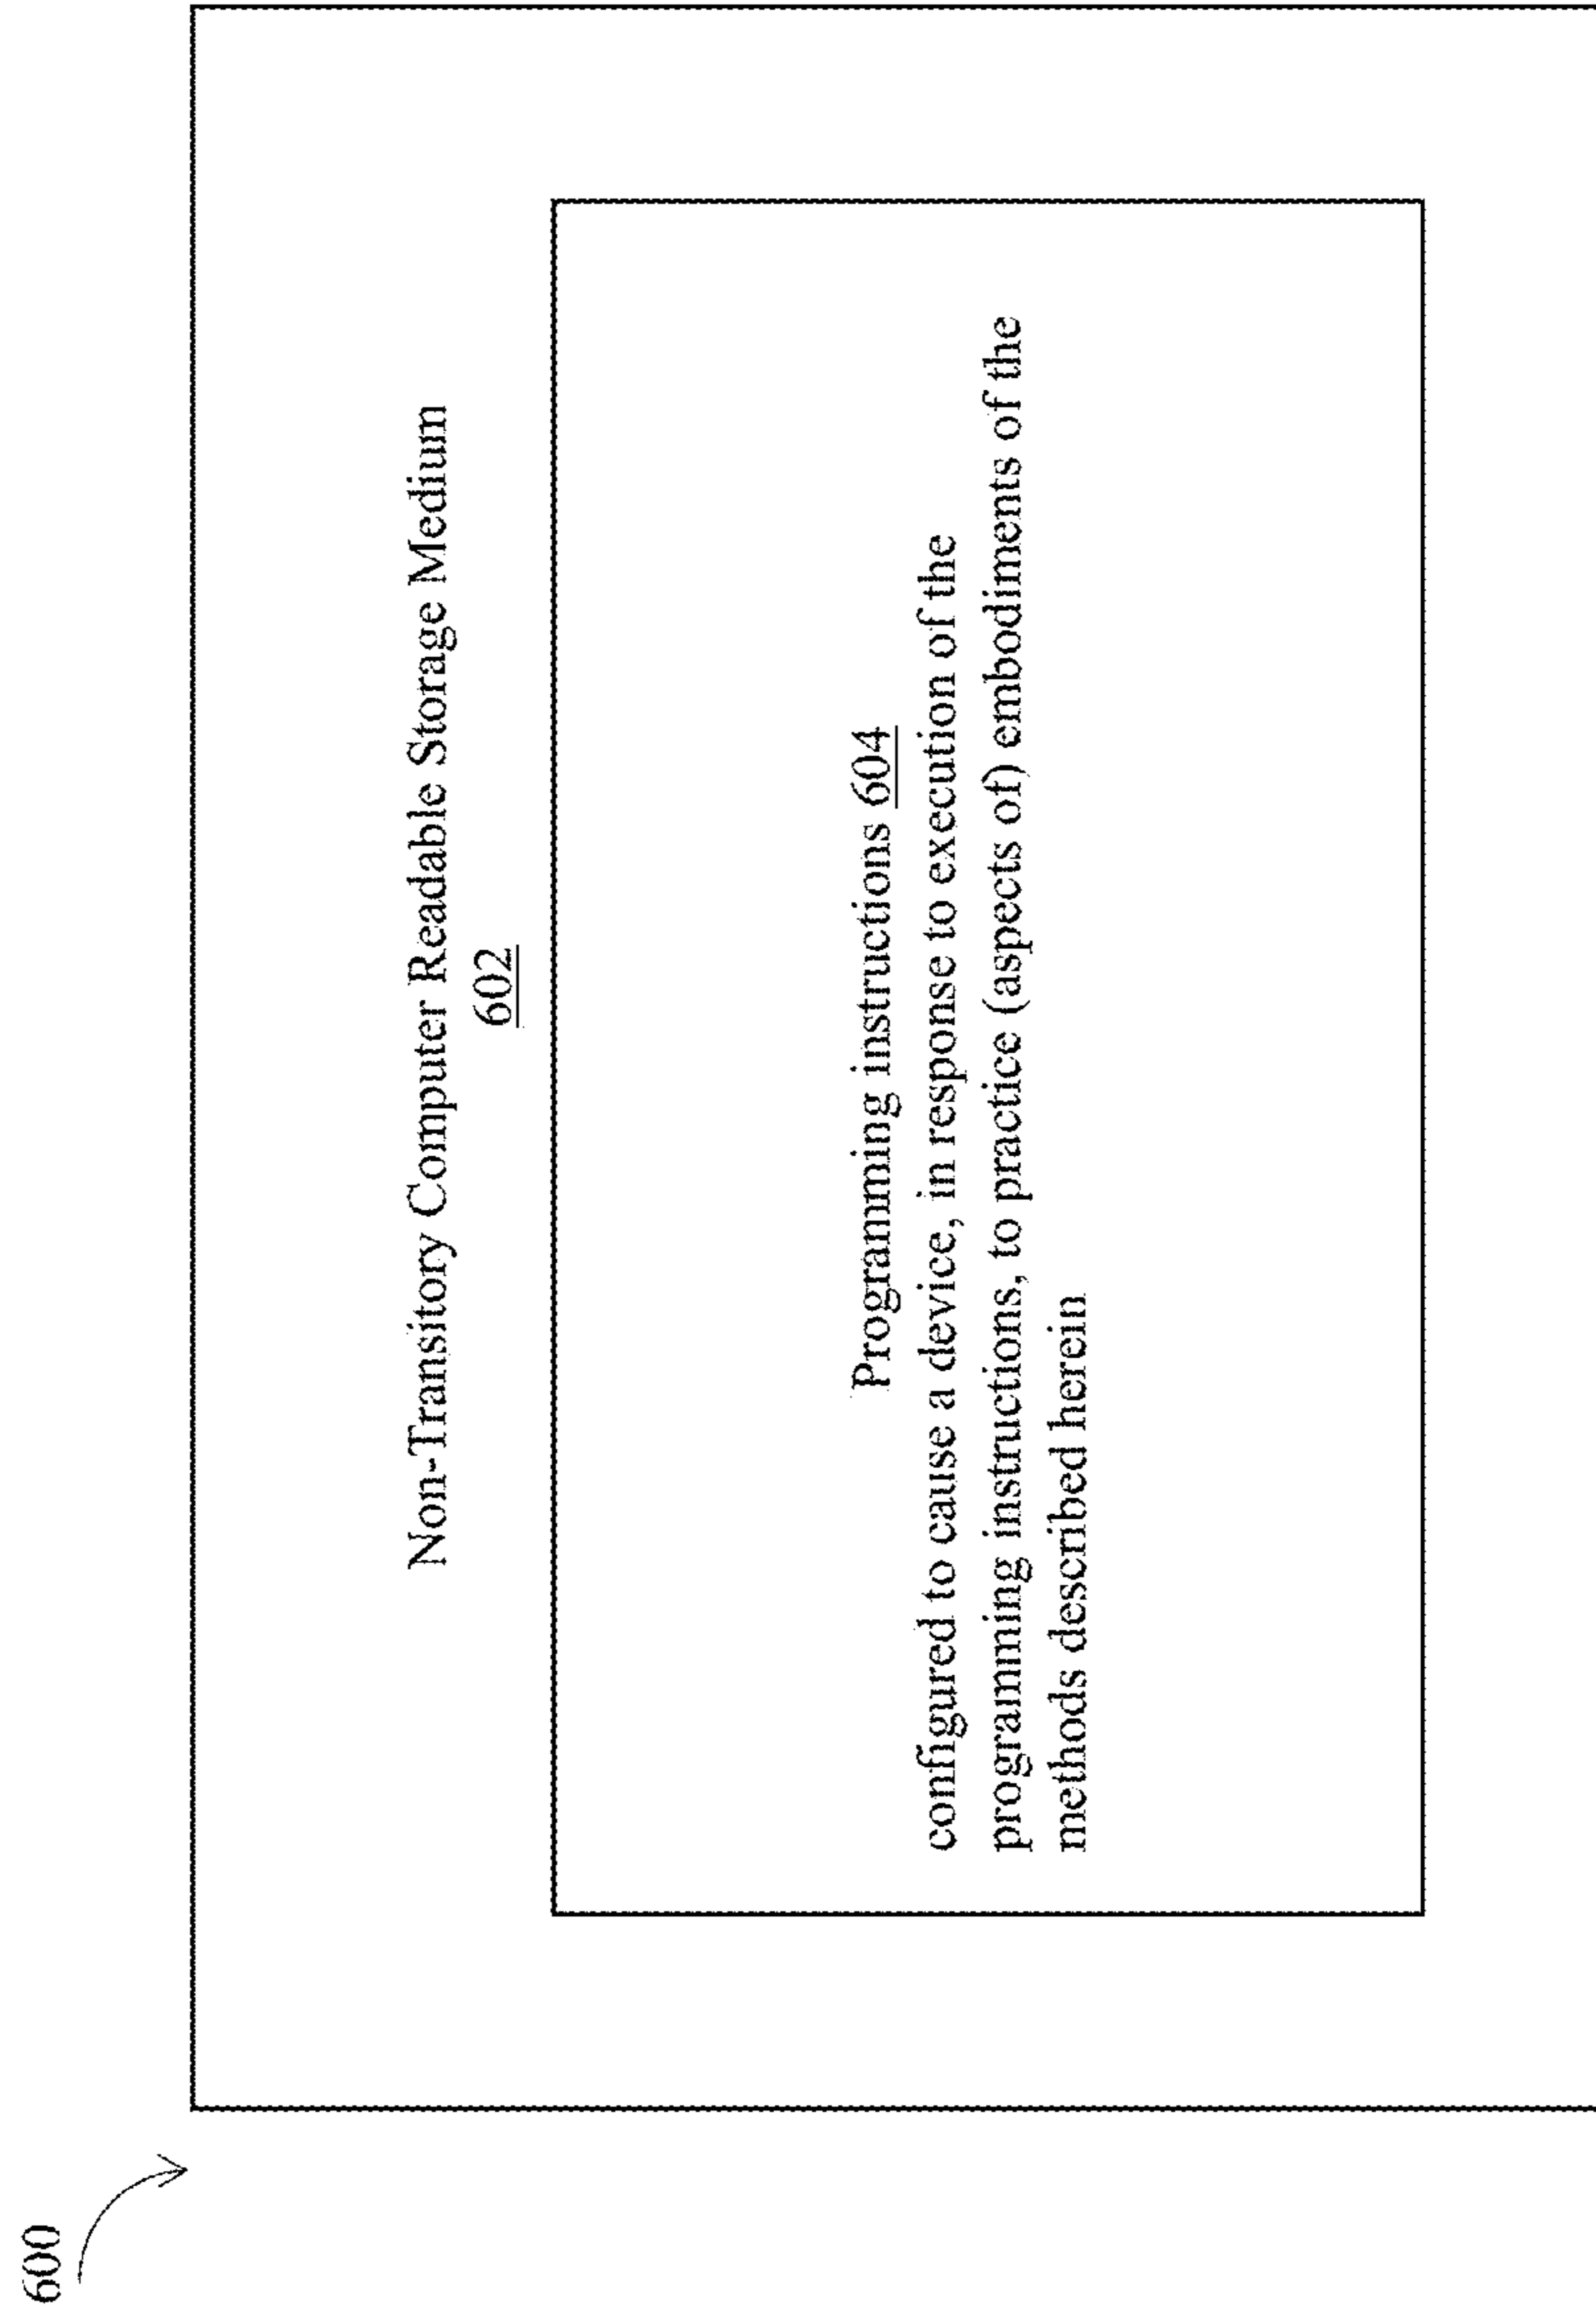 600
Non-Transitory Computer Readable Storage Medium
602
Programming instructions 604
configured to cause a device, in response to execution of the
programming instructions, to practice (aspects of) embodiments of the
methods described herein